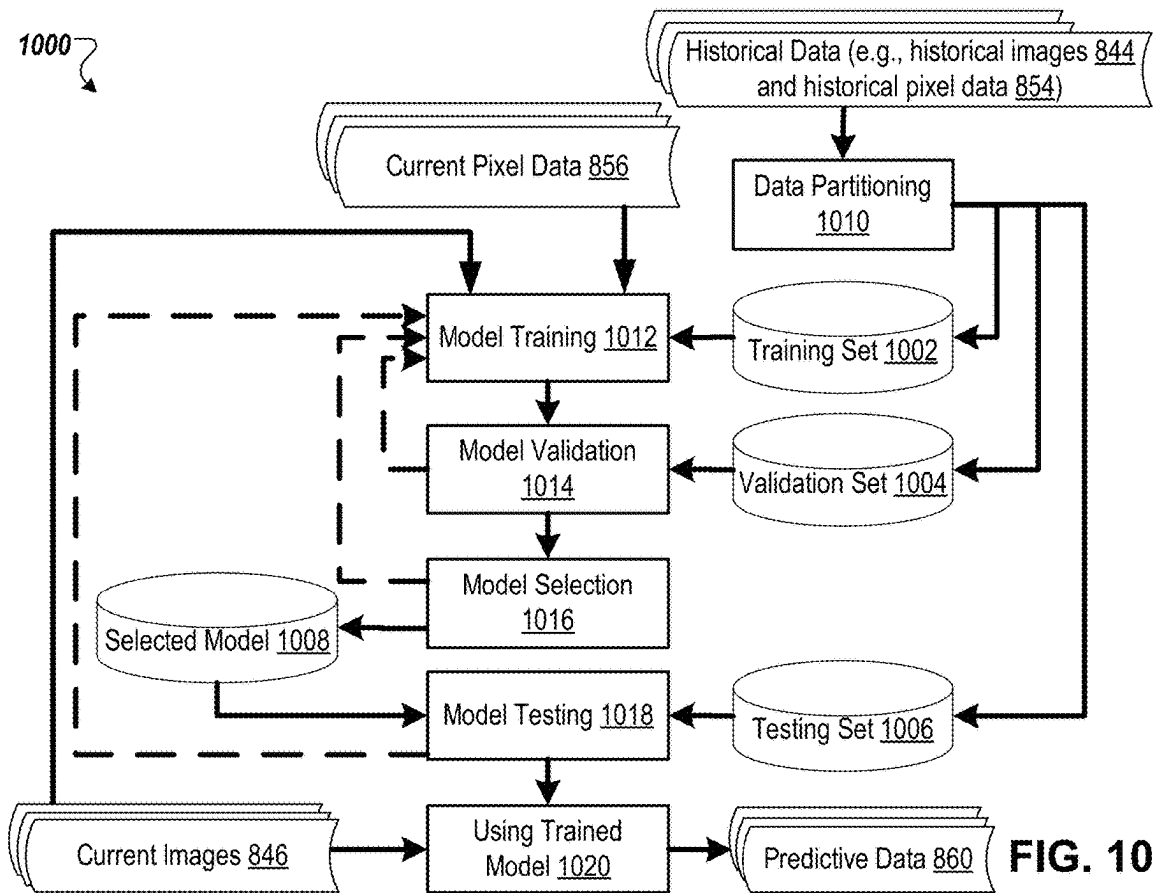 1000
Historical Data (e.g., historical images 844
and historical pixel data 854)
Current Pixel Data 856
Data Partitioning
1010
Model Training 1012
Training Set 1002
Model Validation
1014
Validation Set 1004
Model Selection
1016
Selected Model 1008
Model Testing 1018
Testing Set 1006
Current Images 846
Using Trained
Model 1020
Predictive Data 860
FIG. 10